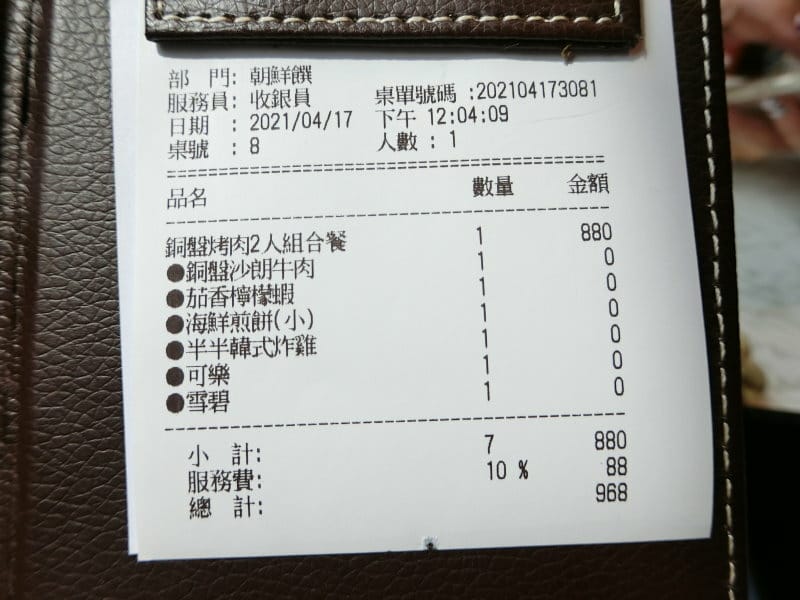 部 門: 朝鮮饌
服務員: 收銀員 桌單號碼 :202104173081
日期 : 2021/04/17 下午 12:04:09
桌號 : 8 人數 : 1
品名 數量 金額
銅盤烤肉2人組合餐 1 880
●銅盤沙朗牛肉 1 0
●茄香檸檬蝦 1 0
●海鮮煎餅(小) 1 0
●半半韓式炸雞 1 0
●可樂 1 0
●雪碧 1 0
小 計: 7 880
服務費: 10 % 88
總 計: 968